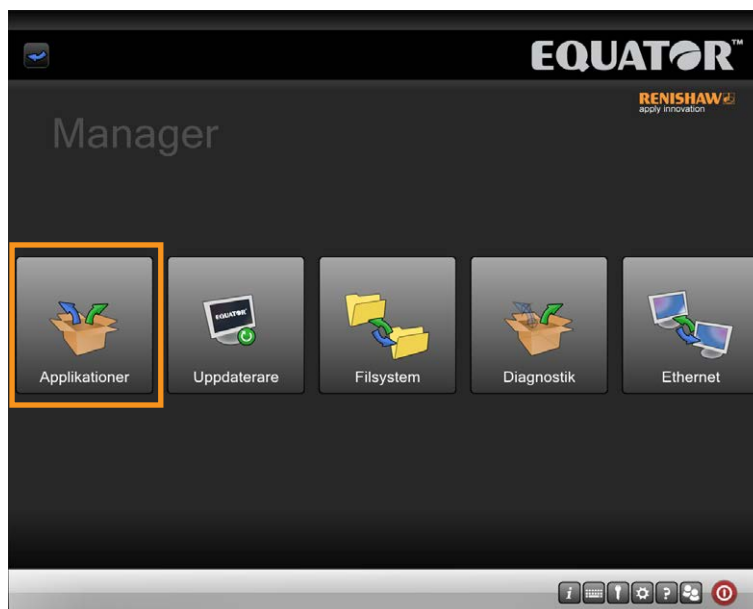 EQUATOR™
RENISHAW
apply innovation
Manager
Applikationer
EQUATOR
Uppdaterare
Filsystem
Diagnostik
Ethernet
i
?